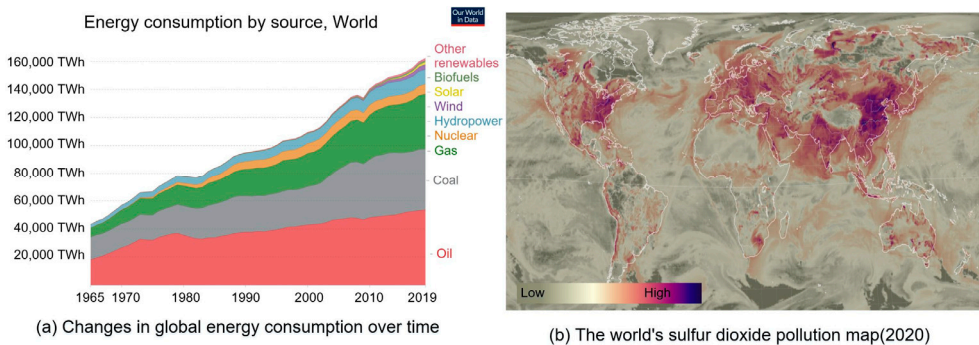 Energy consumption by source, World
Our World
in Data
160,000 TWh
140,000 TWh
120,000 TWh
100,000 TWh
80,000 TWh
60,000 TWh
40,000 TWh
20,000 TWh
Other
renewables
Biofuels
Solar
Wind
Hydropower
Nuclear
Gas
Coal
Oil
1965 1970 1980 1990 2000 2010 2019
(a) Changes in global energy consumption over time
Low High
(b) The world's sulfur dioxide pollution map(2020)